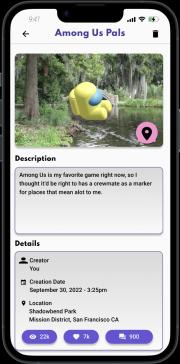 9:41
Among Us Pals
Description
Among Us is my favorite game right now, so I
thought it'd be right to has a crewmate as a marker
for places that mean alot to me.
Details
Creator
You
Creation Date
September 30, 2022 - 3:25pm
Location
Shadowbend Park
Mission District, San Francisco CA
22k
7k
900